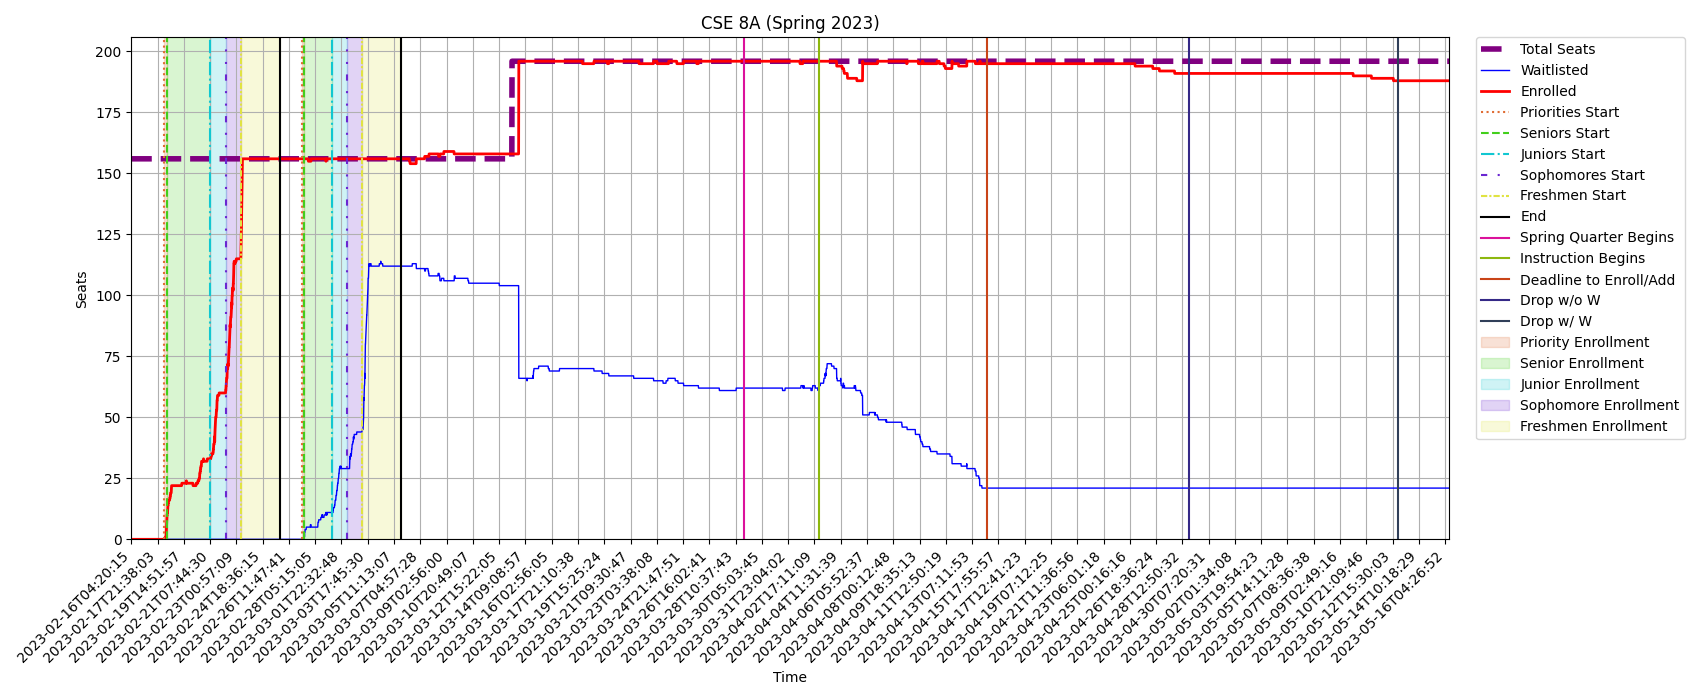 CSE 8A (Spring 2023)
Seats
200
175
150
125
100
75
50
25
0
2023-02-16T04:20:15
2023-02-17T21:38:03
2023-02-19T14:51:57
2023-02-21T07:44:30
2023-02-23T00:57:09
2023-02-24T18:36:15
2023-02-26T11:47:41
2023-02-28T05:15:05
2023-03-01T22:32:48
2023-03-03T17:45:30
2023-03-05T11:13:07
2023-03-07T04:57:28
2023-03-09T02:56:00
2023-03-10T20:49:07
2023-03-12T15:22:05
2023-03-14T09:08:57
2023-03-16T02:56:05
2023-03-17T21:10:38
2023-03-19T15:25:24
2023-03-21T09:30:47
2023-03-23T03:38:08
2023-03-24T21:47:51
2023-03-26T16:02:41
2023-03-28T10:37:43
2023-03-30T05:03:45
2023-03-31T23:04:02
2023-04-02T17:11:09
2023-04-04T11:31:39
2023-04-06T05:52:37
2023-04-08T00:12:48
2023-04-09T18:35:13
2023-04-11T12:50:19
2023-04-13T07:11:53
2023-04-15T17:55:57
2023-04-17T12:41:23
2023-04-19T07:12:25
2023-04-21T11:36:56
2023-04-23T06:01:18
2023-04-25T00:16:16
2023-04-26T18:36:24
2023-04-28T12:50:32
2023-04-30T07:20:31
2023-05-02T01:34:08
2023-05-03T19:54:23
2023-05-05T14:11:28
2023-05-07T08:36:38
2023-05-09T02:49:16
2023-05-10T21:09:46
2023-05-12T15:30:03
2023-05-14T10:18:29
2023-05-16T04:26:52
Time
Total Seats
Waitlisted
Enrolled
Priorities Start
Seniors Start
Juniors Start
Sophomores Start
Freshmen Start
End
Spring Quarter Begins
Instruction Begins
Deadline to Enroll/Add
Drop w/o W
Drop w/ W
Priority Enrollment
Senior Enrollment
Junior Enrollment
Sophomore Enrollment
Freshmen Enrollment